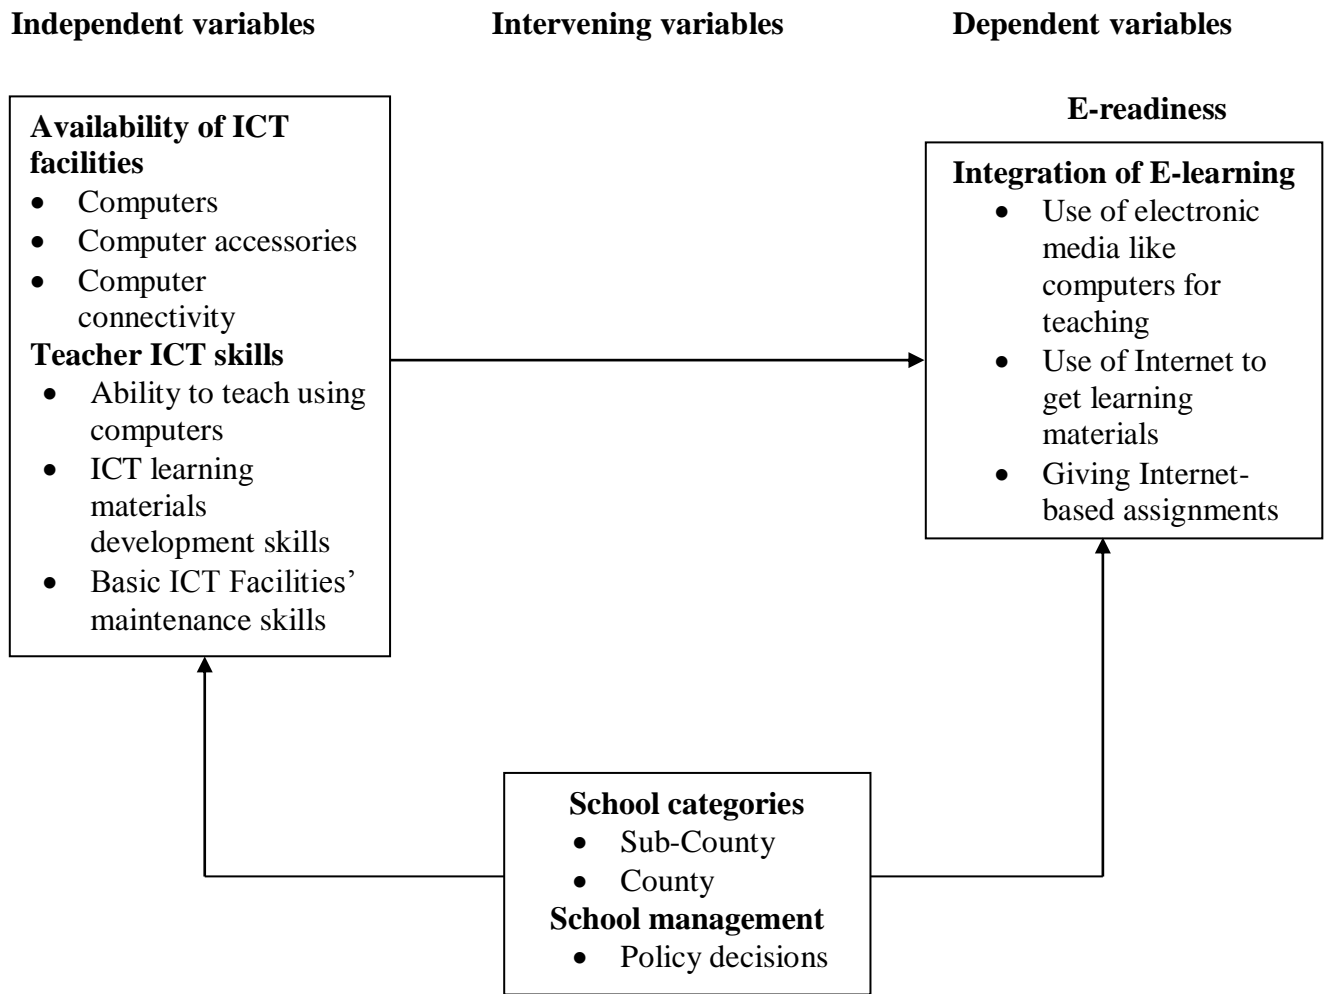 Independent variables
Intervening variables
Dependent variables
Availability of ICT
facilities
• Computers
• Computer accessories
• Computer
connectivity
Teacher ICT skills
• Ability to teach using
computers
• ICT learning
materials
development skills
• Basic ICT Facilities’
maintenance skills
E-readiness
Integration of E-learning
• Use of electronic
media like
computers for
teaching
• Use of Internet to
get learning
materials
• Giving Internet-
based assignments
School categories
• Sub-County
• County
School management
• Policy decisions